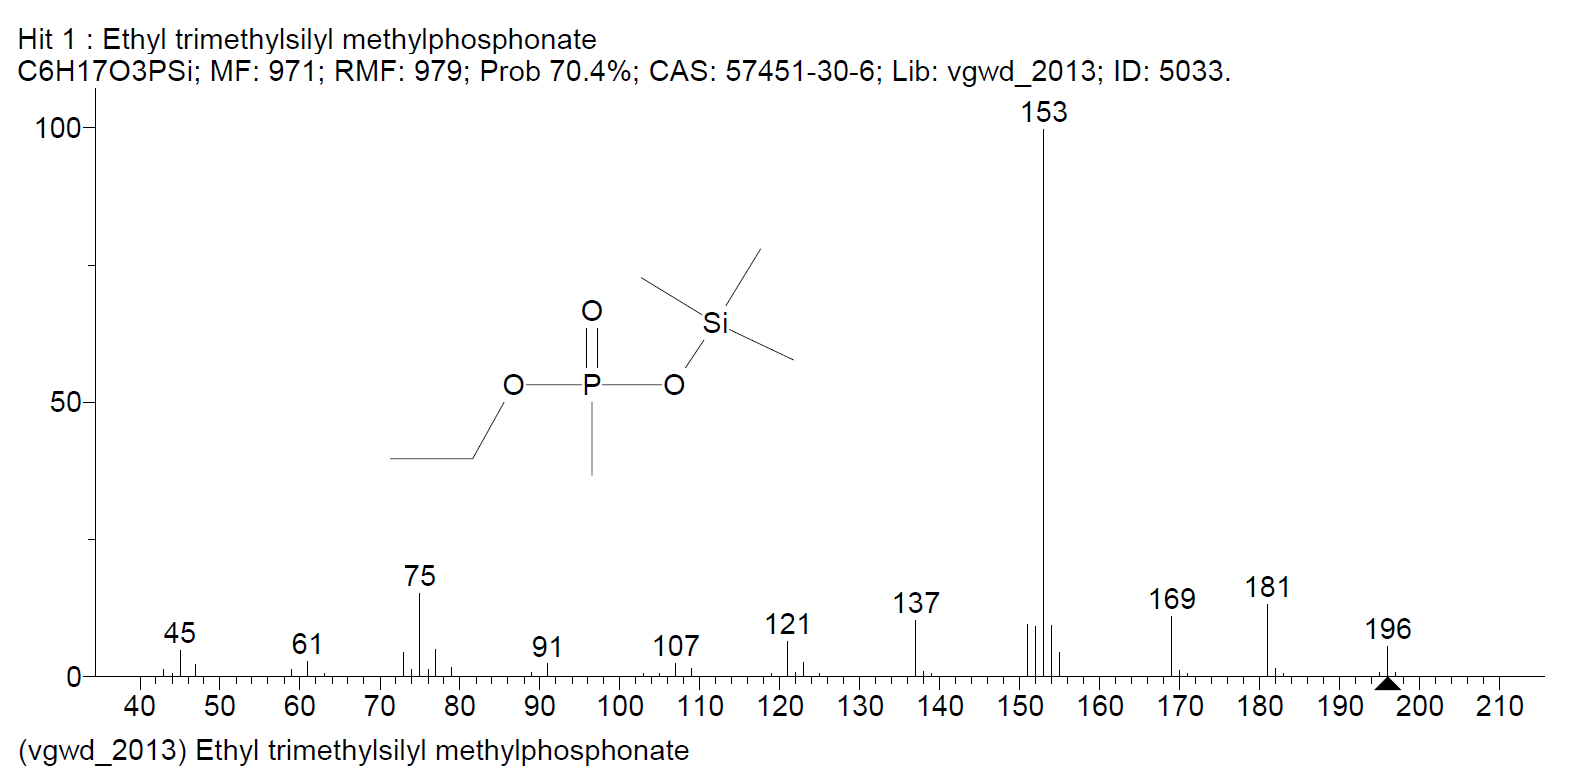 Hit 1 : Ethyl trimethylsilyl methylphosphonate
C6H17O3PSi; MF: 971; RMF: 979; Prob 70.4%; CAS: 57451-30-6; Lib: vgwd_2013; ID: 5033.
100
153
O
Si
O P O
50
75
181
169
137
196
121
45
61
91
107
0
40 50 60 70 80 90 100 110 120 130 140 150 160 170 180 190 200 210
(vgwd_2013) Ethyl trimethylsilyl methylphosphonate